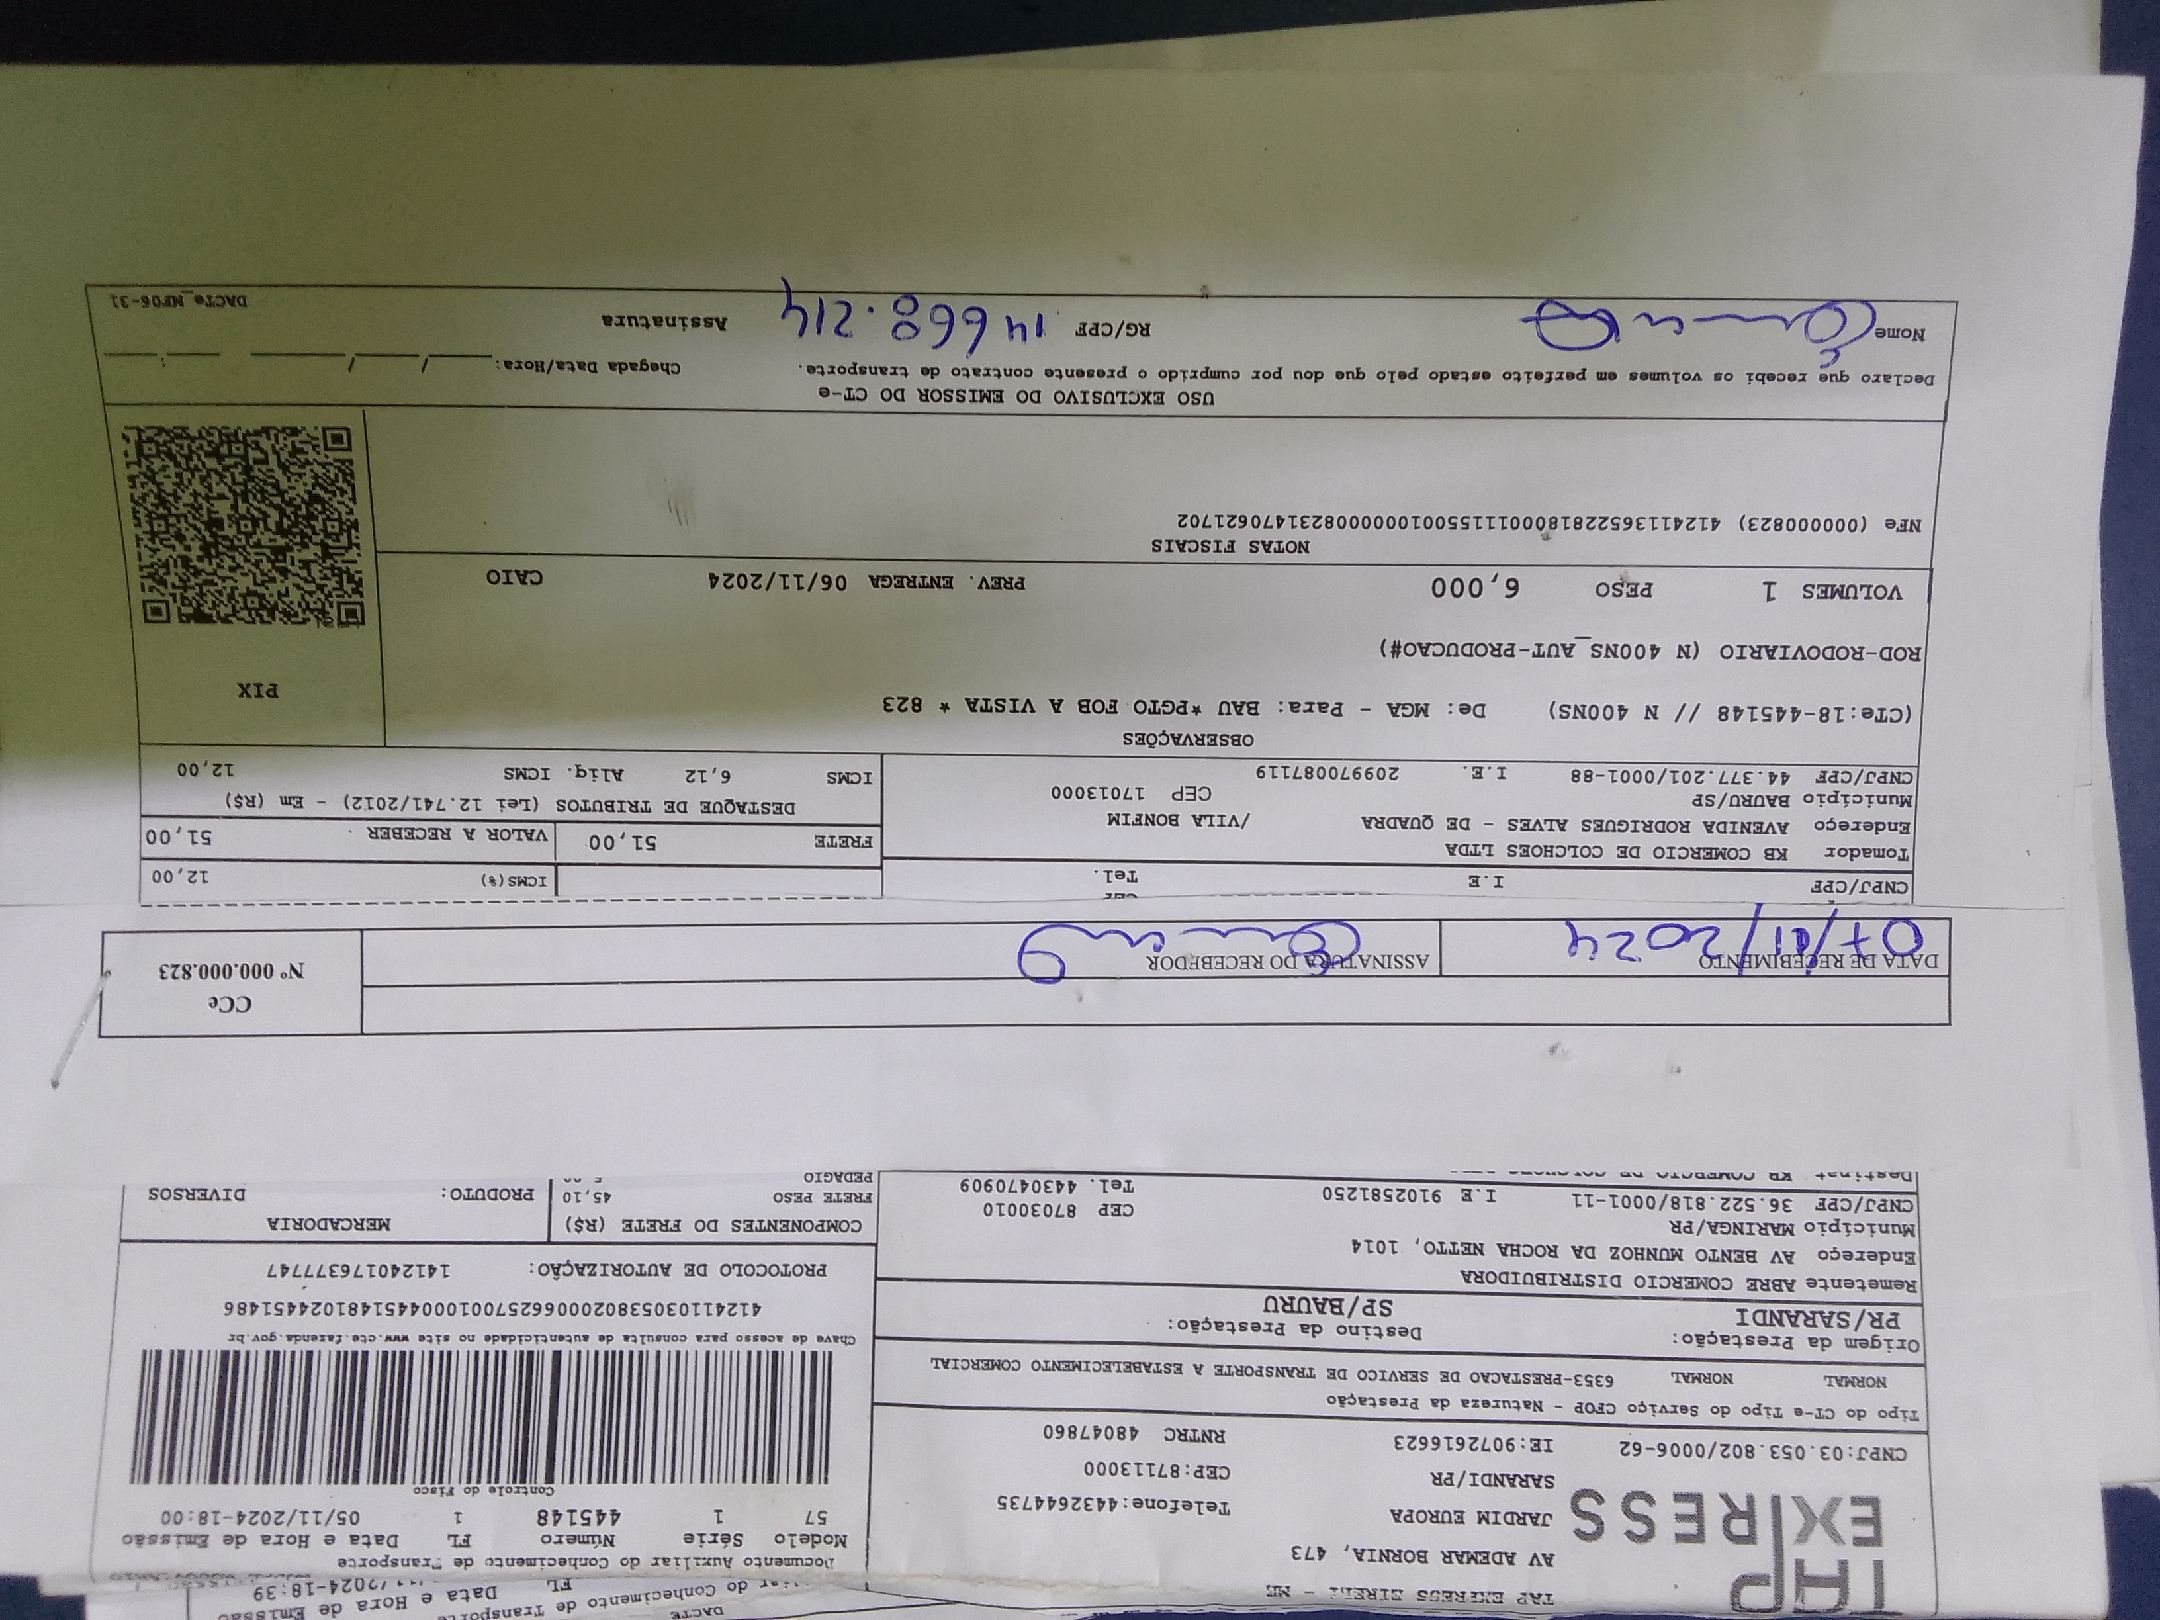 DACTE
TAP EXPRESS
TAP EXPRESS EIRELI - ME
AV ADEMAR BORNIA, 473
JARDIM EUROPA Telefone:4432644735
SARANDI/PR CEP:87113000
CNPJ:03.053.802/0006-62 IE:9072616623 RNTRC 48047860
Documento Auxiliar do Conhecimento de Transporte
Modelo Série Número FL Data e Hora de Emissão
57 1 445148 1 05/11/2024-18:00
Controle do Fisco
Chave de acesso para consulta de autenticidade no site www.cte.fazenda.gov.br
41241103053802000662570010004451481024451486
PROTOCOLO DE AUTORIZAÇÃO: 141240176377747
Tipo do CT-e Tipo do Serviço CFOP - Natureza da Prestação
NORMAL NORMAL 6353-PRESTACAO DE SERVICO DE TRANSPORTE A ESTABELECIMENTO COMERCIAL
Origem da Prestação: Destino da Prestação:
PR/SARANDI SP/BAURU
Remetente ABRE COMERCIO DISTRIBUIDORA
Endereço AV BENTO MUNHOZ DA ROCHA NETTO, 1014
Município MARINGA/PR CEP 87030010
CNPJ/CPF 36.522.818/0001-11 I.E 9102581250 Tel. 4430470909
COMPONENTES DO FRETE (R$) MERCADORIA
FRETE PESO 45,10 PRODUTO: DIVERSOS
PEDAGIO
CCe
Nº 000.000.823
DATA DE RECEBIMENTO 07/11/2024 ASSINATURA DO RECEBEDOR
CNPJ/CPF I.E Tel.
ICMS(%) 12,00
Tomador KB COMERCIO DE COLCHOES LTDA
FRETE 51,00 VALOR A RECEBER 51,00
Endereço AVENIDA RODRIGUES ALVES - DE QUADRA /VILA BONFIM
Município BAURU/SP CEP 17013000
CNPJ/CPF 44.377.201/0001-88 I.E. 209970087119
DESTAQUE DE TRIBUTOS (Lei 12.741/2012) - Em (R$)
ICMS 6,12 Aliq. ICMS 12,00
OBSERVAÇÕES
(CTe:18-445148 // N 400NS) De: MGA - Para: BAU *PGTO FOB A VISTA * 823
PIX
ROD-RODOVIARIO (N 400NS_AUT-PRODUCAO#)
VOLUMES 1 PESO 6,000 PREV. ENTREGA 06/11/2024 CAIO
NOTAS FISCAIS
NFe (00000823) 41241136522818000111550010000008231470621702
USO EXCLUSIVO DO EMISSOR DO CT-e
Declaro que recebi os volumes em perfeito estado pelo que dou por cumprido o presente contrato de transporte. Chegada Data/Hora:
Nome RG/CPF 14668.214 Assinatura
DACTe_MF06-31